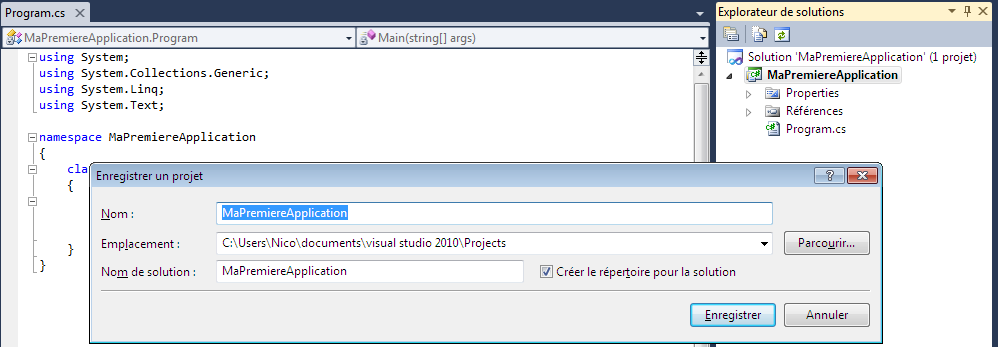 Program.cs
MaPremiereApplication.Program
Main(string[] args)
using System;
using System.Collections.Generic;
using System.Linq;
using System.Text;
namespace MaPremiereApplication
{
cla
{
}
}
Explorateur de solutions
Solution 'MaPremiereApplication' (1 projet)
MaPremiereApplication
Properties
Références
Program.cs
Enregistrer un projet
Nom :
MaPremiereApplication
Emplacement :
C:\Users\Nico\documents\visual studio 2010\Projects
Parcourir...
Nom de solution :
MaPremiereApplication
Créer le répertoire pour la solution
Enregistrer
Annuler